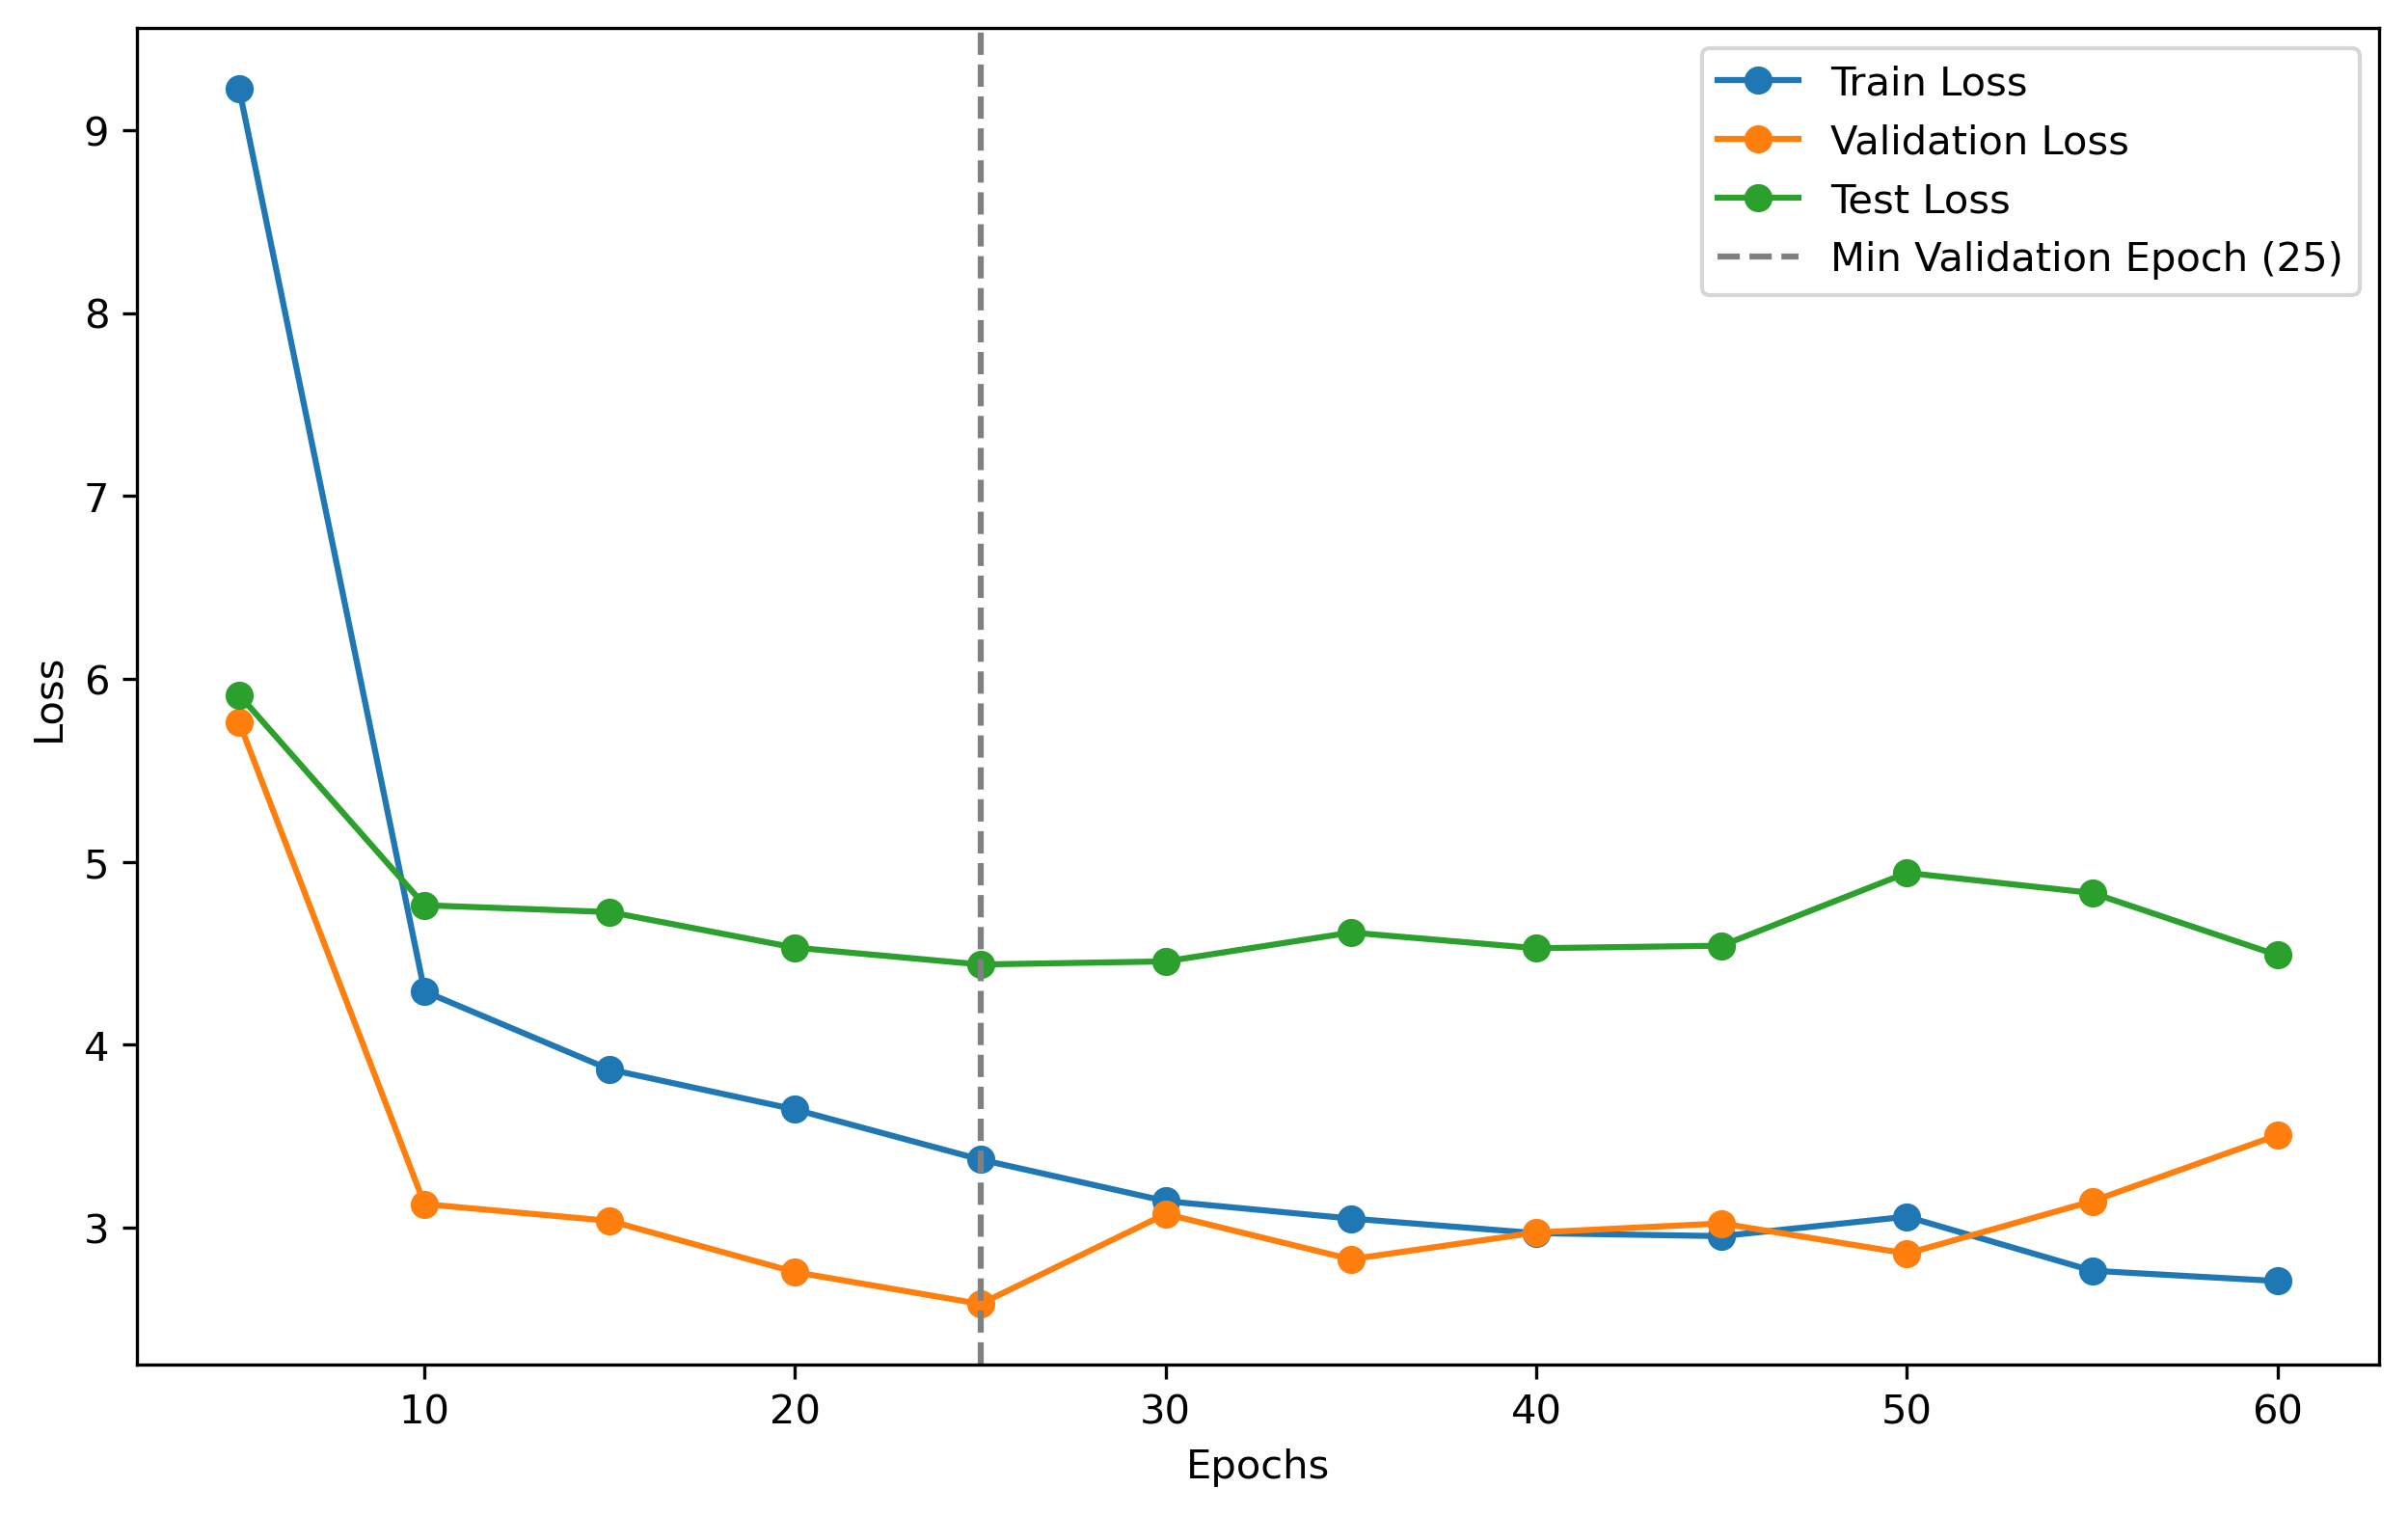 Train Loss
Validation Loss
Test Loss
Min Validation Epoch (25)
9
8
7
6
5
4
3
Loss
10 20 30 40 50 60
Epochs